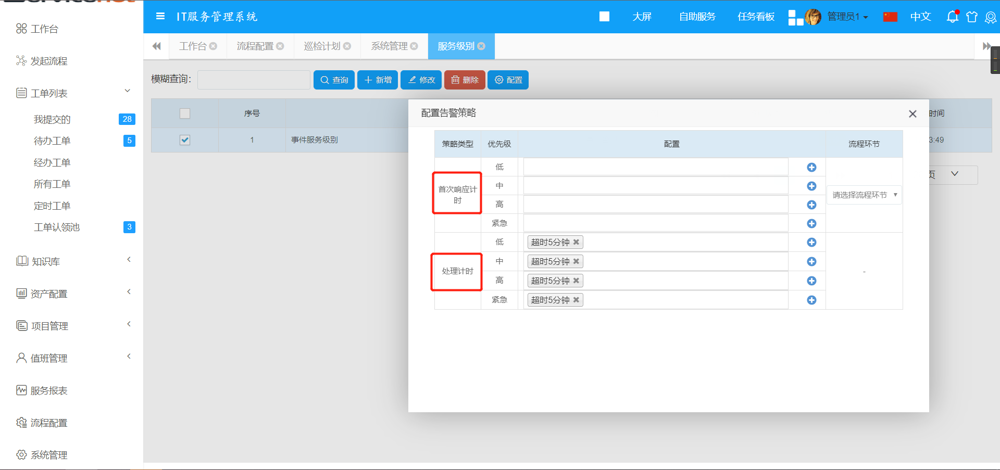 IT服务管理系统
大屏
自助服务
任务看板
管理员1
中文
工作台
发起流程
工单列表
我提交的 28
待办工单 5
经办工单
所有工单
定时工单
工单认领池 3
知识库
资产配置
项目管理
值班管理
服务报表
流程配置
系统管理
工作台
流程配置
巡检计划
系统管理
服务级别
模糊查询：
查询
新增
修改
删除
配置
序号
时间
1
事件服务级别
3:49
页
配置告警策略
策略类型 优先级 配置 流程环节
首次响应计
时
低
中
高
紧急
请选择流程环节
处理计时
低 超时5分钟
中 超时5分钟
高 超时5分钟
紧急 超时5分钟
-